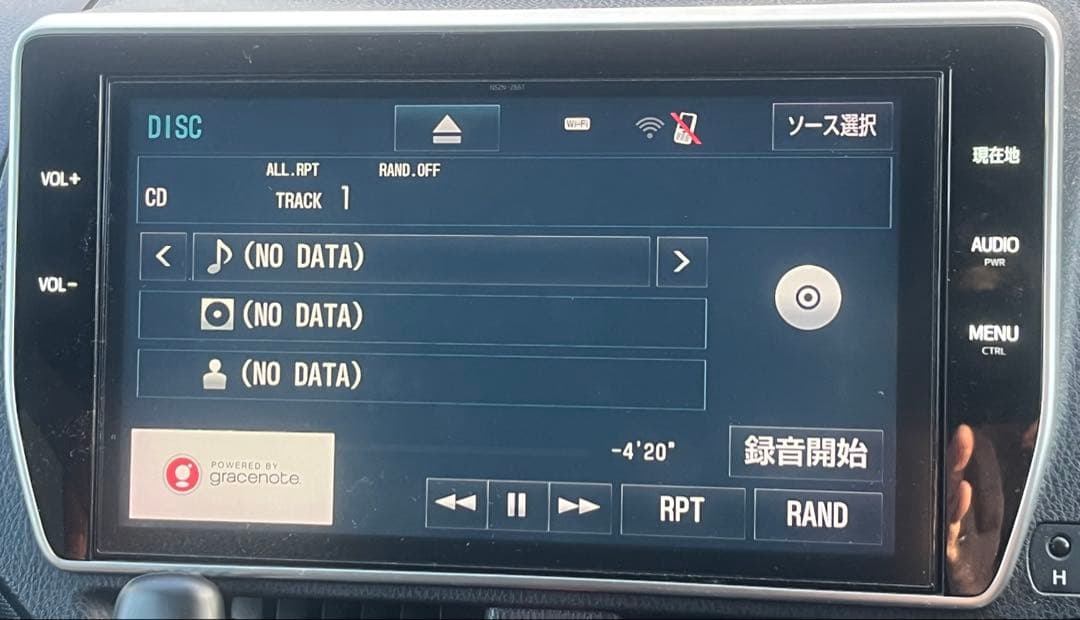 NSZN-Z66T
DISC
Wi-Fi
ソース選択
ALL.RPT RAND.OFF
CD TRACK 1
(NO DATA)
(NO DATA)
(NO DATA)
-4'20"
録音開始
POWERED BY
gracenote.
RPT
RAND
VOL+
VOL-
現在地
AUDIO
PWR
MENU
CTRL
H